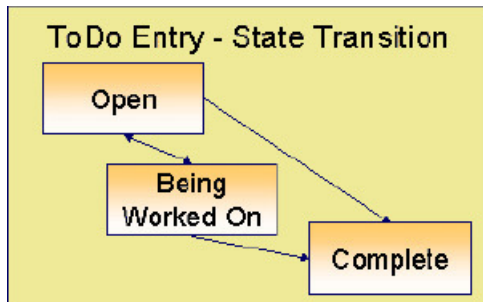 ToDo Entry - State Transition
Open
Being
Worked On
Complete